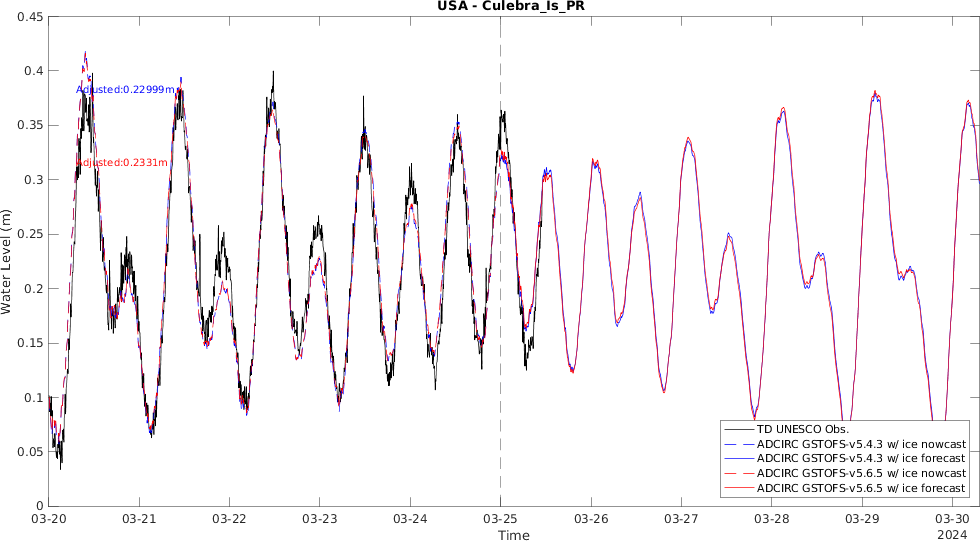 USA - Culebra_Is_PR
0.45
0.4
0.35
0.3
0.25
0.2
0.15
0.1
0.05
0
Water Level (m)
Adjusted:0.22999m
Adjusted:0.2331m
TD UNESCO Obs.
ADCIRC GSTOFS-v5.4.3 w/ ice nowcast
ADCIRC GSTOFS-v5.4.3 w/ ice forecast
ADCIRC GSTOFS-v5.6.5 w/ ice nowcast
ADCIRC GSTOFS-v5.6.5 w/ ice forecast
03-20 03-21 03-22 03-23 03-24 03-25 03-26 03-27 03-28 03-29 03-30
Time
2024